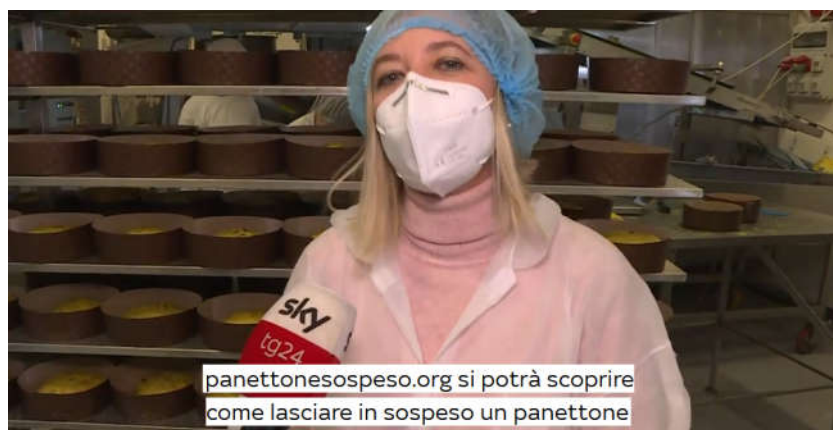 sky
tg24
panettonesospeso.org si potrà scoprire
come lasciare in sospeso un panettone